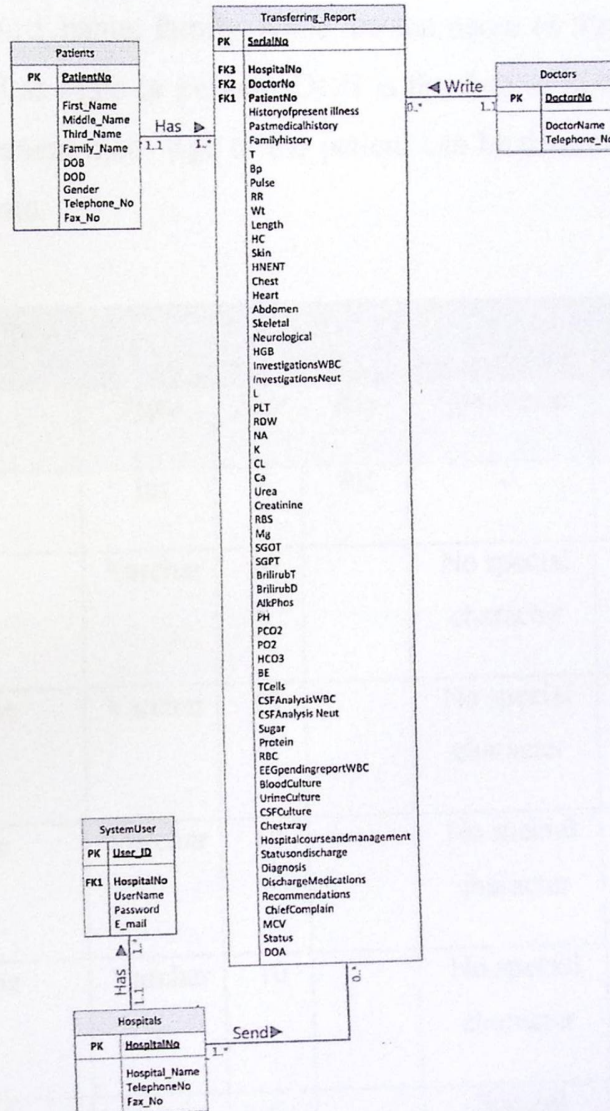 Transferring_Report
PK SerialNo
FK3 HospitalNo
FK2 DoctorNo
FK1 PatientNo
Historyofpresent illness
Pastmedicalhistory
Familyhistory
T
Bp
Pulse
RR
Wt
Length
HC
Skin
HNENT
Chest
Heart
Abdomen
Skeletal
Neurological
HGB
InvestigationsWBC
InvestigationsNeut
L
PLT
RDW
NA
K
CL
Ca
Urea
Creatinine
RBS
Mg
SGOT
SGPT
BrilirubT
BrilirubD
AlkPhos
PH
PCO2
PO2
HCO3
BE
TCells
CSFAnalysisWBC
CSFAnalysis Neut
Sugar
Protein
RBC
EEGpendingreportWBC
BloodCulture
UrineCulture
CSFCulture
Chestxray
Hospitalcourseandmanagement
Statusondischarge
Diagnosis
DischargeMedications
Recommendations
ChiefComplain
MCV
Status
DOA
Patients
PK PatientNo
First_Name
Middle_Name
Third_Name
Family_Name
DOB
DOD
Gender
Telephone_No
Fax_No
Has
1..1 1..*
Write
0..* 1..1
Doctors
PK DoctorNo
DoctorName
Telephone_No
SystemUser
PK User_ID
FK1 HospitalNo
UserName
Password
E_mail
Has
1..*
1..1
Hospitals
PK HospitalNo
Hospital_Name
TelephoneNo
Fax_No
Send
1..*
0..